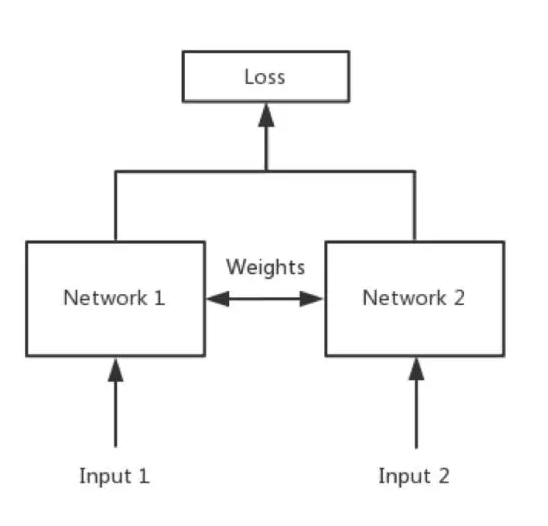 Loss
Weights
Network 1
Network 2
Input 1
Input 2